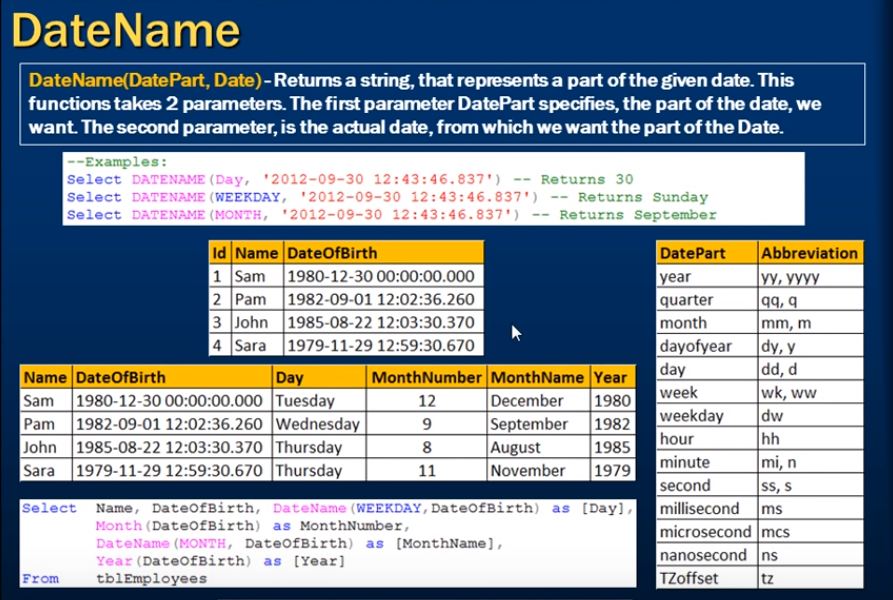 DateName
DateName(DatePart, Date) - Returns a string, that represents a part of the given date. This
functions takes 2 parameters. The first parameter DatePart specifies, the part of the date, we
want. The second parameter, is the actual date, from which we want the part of the Date.
--Examples:
Select DATENAME(Day, '2012-09-30 12:43:46.837') -- Returns 30
Select DATENAME(WEEKDAY, '2012-09-30 12:43:46.837') -- Returns Sunday
Select DATENAME(MONTH, '2012-09-30 12:43:46.837') -- Returns September
Id Name DateOfBirth
1 Sam 1980-12-30 00:00:00.000
2 Pam 1982-09-01 12:02:36.260
3 John 1985-08-22 12:03:30.370
4 Sara 1979-11-29 12:59:30.670
Name DateOfBirth Day MonthNumber MonthName Year
Sam 1980-12-30 00:00:00.000 Tuesday 12 December 1980
Pam 1982-09-01 12:02:36.260 Wednesday 9 September 1982
John 1985-08-22 12:03:30.370 Thursday 8 August 1985
Sara 1979-11-29 12:59:30.670 Thursday 11 November 1979
Select Name, DateOfBirth, DateName(WEEKDAY,DateOfBirth) as [Day],
Month(DateOfBirth) as MonthNumber,
DateName(MONTH, DateOfBirth) as [MonthName],
Year(DateOfBirth) as [Year]
From tblEmployees
DatePart Abbreviation
year yy, yyyy
quarter qq, q
month mm, m
dayofyear dy, y
day dd, d
week wk, ww
weekday dw
hour hh
minute mi, n
second ss, s
millisecond ms
microsecond mcs
nanosecond ns
TZoffset tz